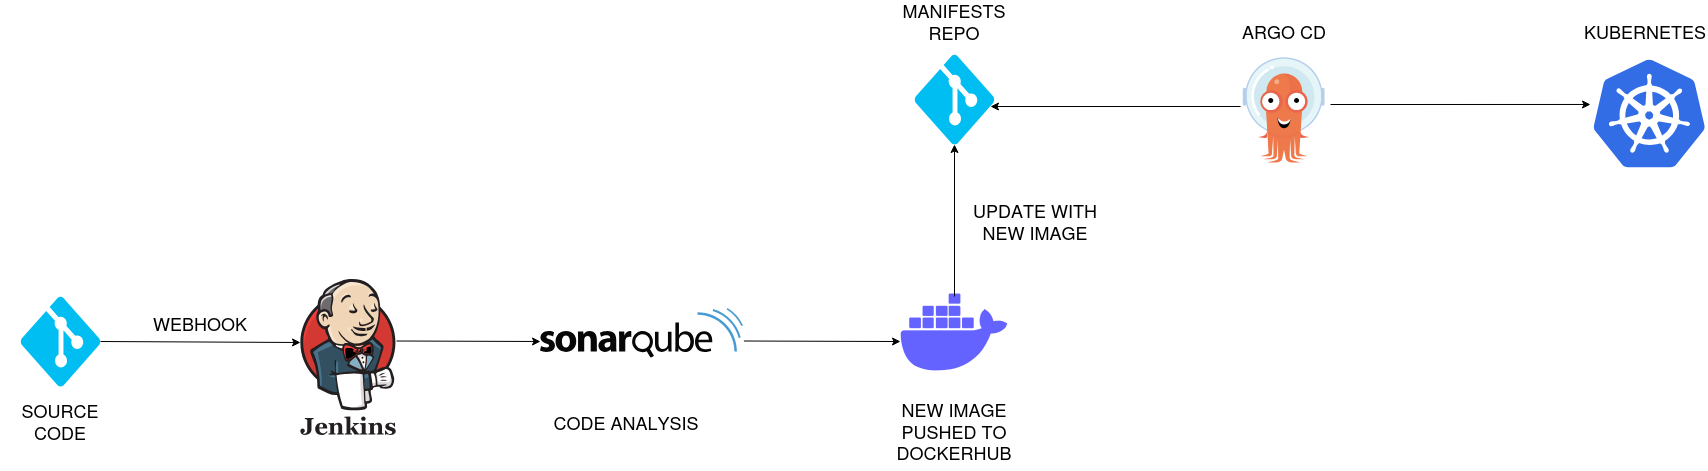 MANIFESTS
REPO
ARGO CD
KUBERNETES
UPDATE WITH
NEW IMAGE
WEBHOOK
sonarqube
SOURCE
CODE
Jenkins
CODE ANALYSIS
NEW IMAGE
PUSHED TO
DOCKERHUB